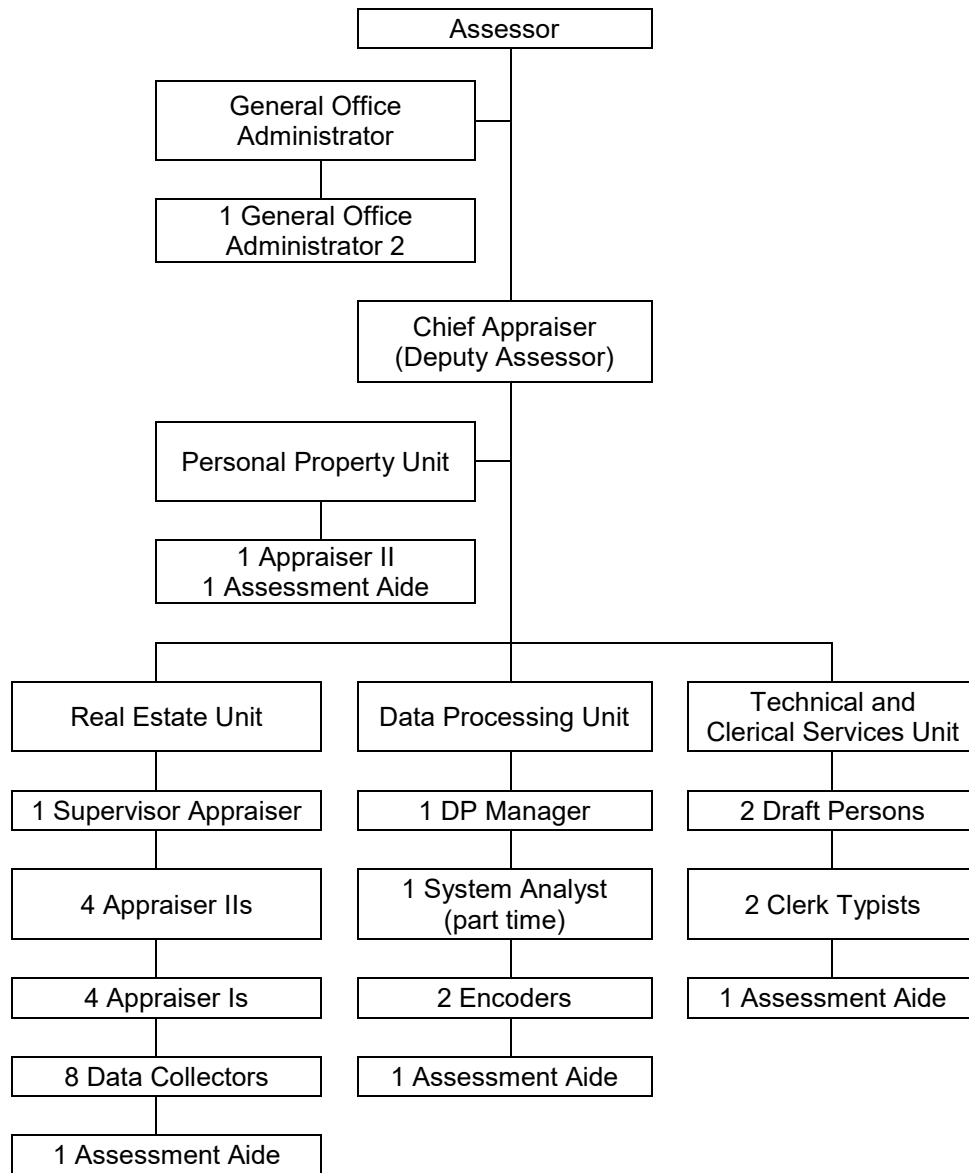 Assessor
General Office
Administrator
1 General Office
Administrator 2
Chief Appraiser
(Deputy Assessor)
Personal Property Unit
1 Appraiser II
1 Assessment Aide
Real Estate Unit
1 Supervisor Appraiser
4 Appraiser IIs
4 Appraiser Is
8 Data Collectors
1 Assessment Aide
Data Processing Unit
1 DP Manager
1 System Analyst
(part time)
2 Encoders
1 Assessment Aide
Technical and
Clerical Services Unit
2 Draft Persons
2 Clerk Typists
1 Assessment Aide